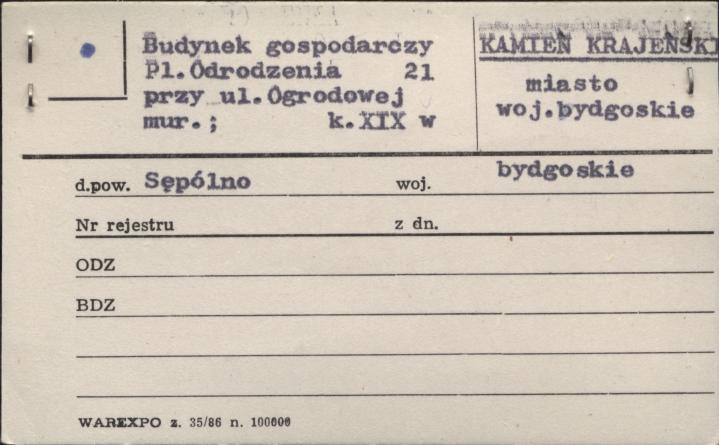 Budynek gospodarczy
Pl.Odrodzenia 21
przy ul.Ogrodowej
mur.; k.XIX w
KAMIEŃ KRAJEŃSKI
miasto
woj.bydgoskie
d.pow. Sępólno woj. bydgoskie
Nr rejestru z dn.
ODZ
BDZ
WAREXPO z. 35/86 n. 100000